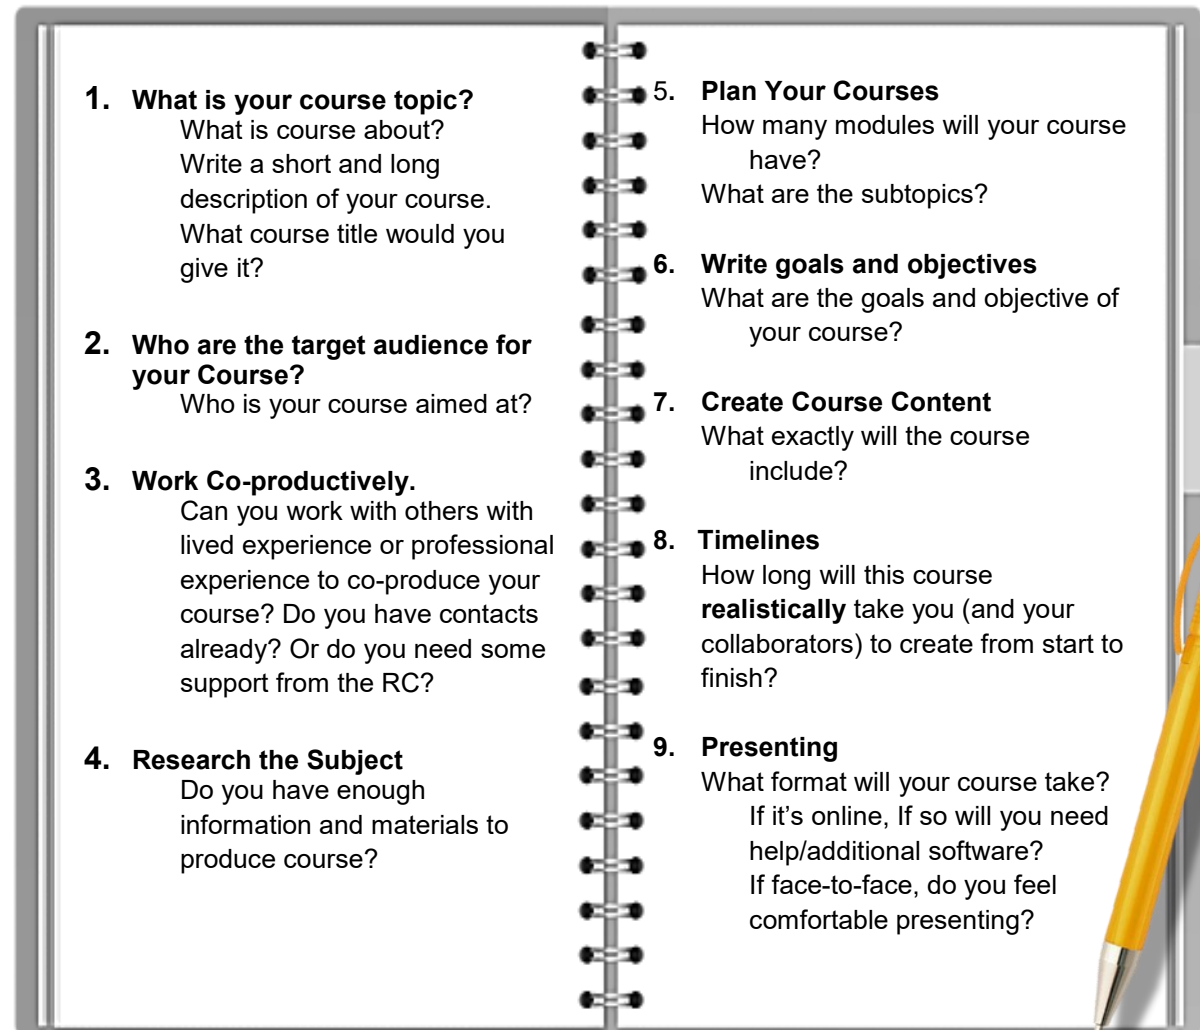 1. What is your course topic?
What is course about?
Write a short and long
description of your course.
What course title would you
give it?
2. Who are the target audience for
your Course?
Who is your course aimed at?
3. Work Co-productively.
Can you work with others with
lived experience or professional
experience to co-produce your
course? Do you have contacts
already? Or do you need some
support from the RC?
4. Research the Subject
Do you have enough
information and materials to
produce course?
5. Plan Your Courses
How many modules will your course
have?
What are the subtopics?
6. Write goals and objectives
What are the goals and objective of
your course?
7. Create Course Content
What exactly will the course
include?
8. Timelines
How long will this course
realistically take you (and your
collaborators) to create from start to
finish?
9. Presenting
What format will your course take?
If it’s online, If so will you need
help/additional software?
If face-to-face, do you feel
comfortable presenting?